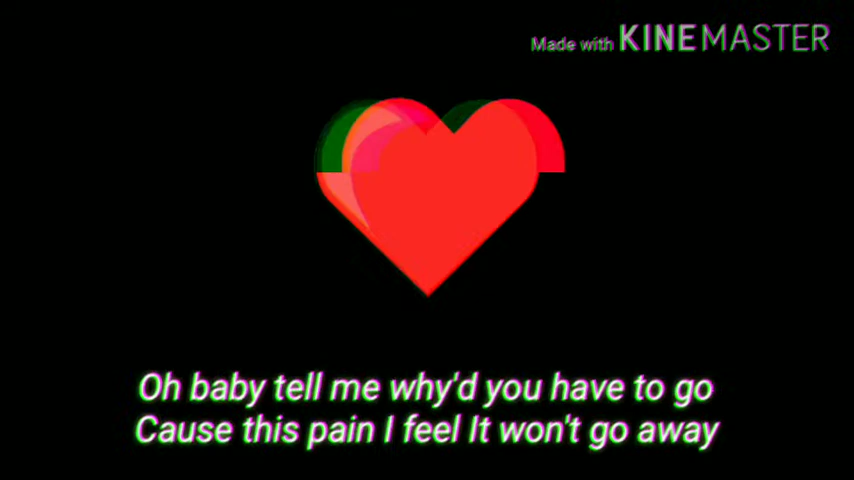 Made with KINEMASTER
Oh baby tell me why'd you have to go
Cause this pain I feel It won't go away